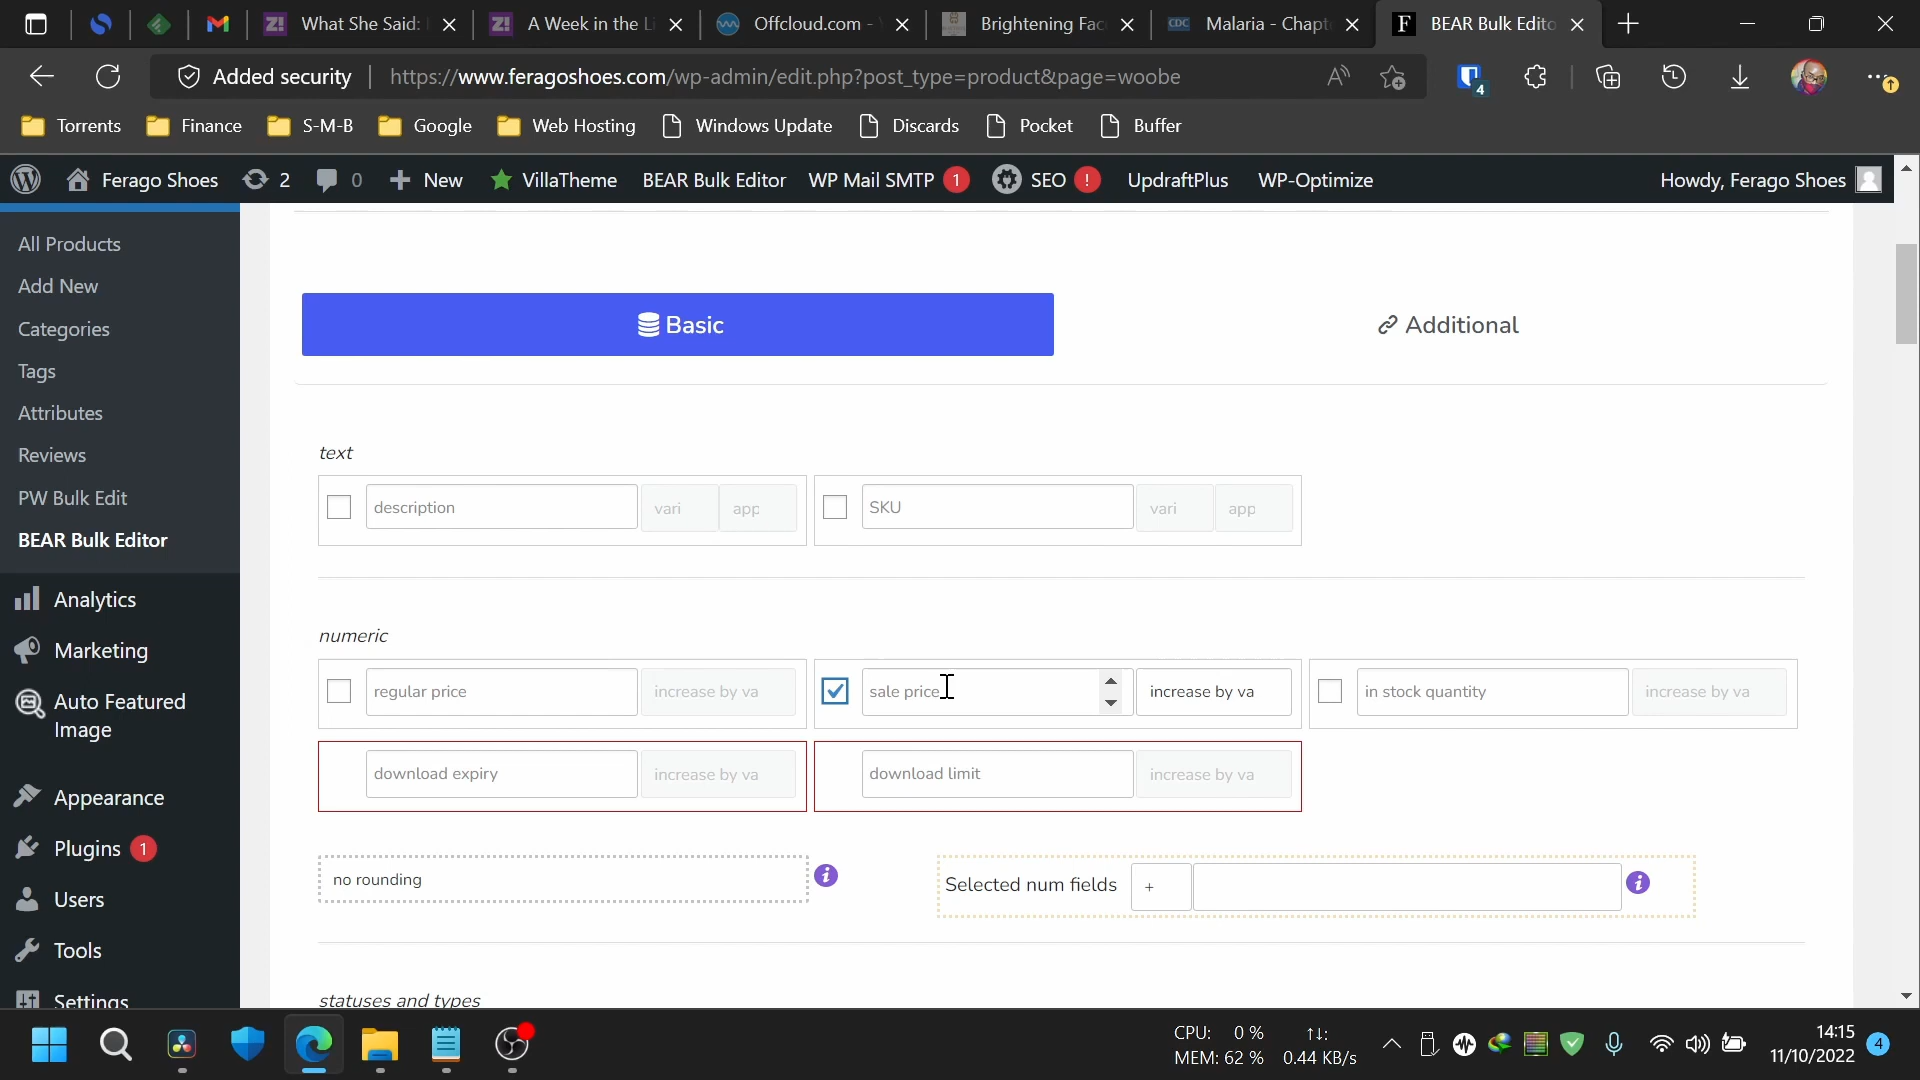 What She Said:
A Week in the Li
Offcloud.com -
Brightening Fac
CDC
Malaria - Chapt
F
BEAR Bulk Edito
Added security
https://www.feragoshoes.com/wp-admin/edit.php?post_type=product&page=woobe
4
Torrents
Finance
S-M-B
Google
Web Hosting
Windows Update
Discards
Pocket
Buffer
Ferago Shoes
2
0
New
VillaTheme
BEAR Bulk Editor
WP Mail SMTP 1
SEO !
UpdraftPlus
WP-Optimize
Howdy, Ferago Shoes
All Products
Add New
Categories
Tags
Attributes
Reviews
PW Bulk Edit
BEAR Bulk Editor
Analytics
Marketing
Auto Featured
Image
Appearance
Plugins 1
Users
Tools
Settings
Basic
Additional
text
description
vari
app
SKU
vari
app
numeric
regular price
increase by va
sale price
increase by va
in stock quantity
increase by va
download expiry
increase by va
download limit
increase by va
no rounding
i
Selected num fields
+
i
statuses and types
CPU: 0 %
MEM: 62 %
↑↓:
0.44 KB/s
14:15
11/10/2022
4